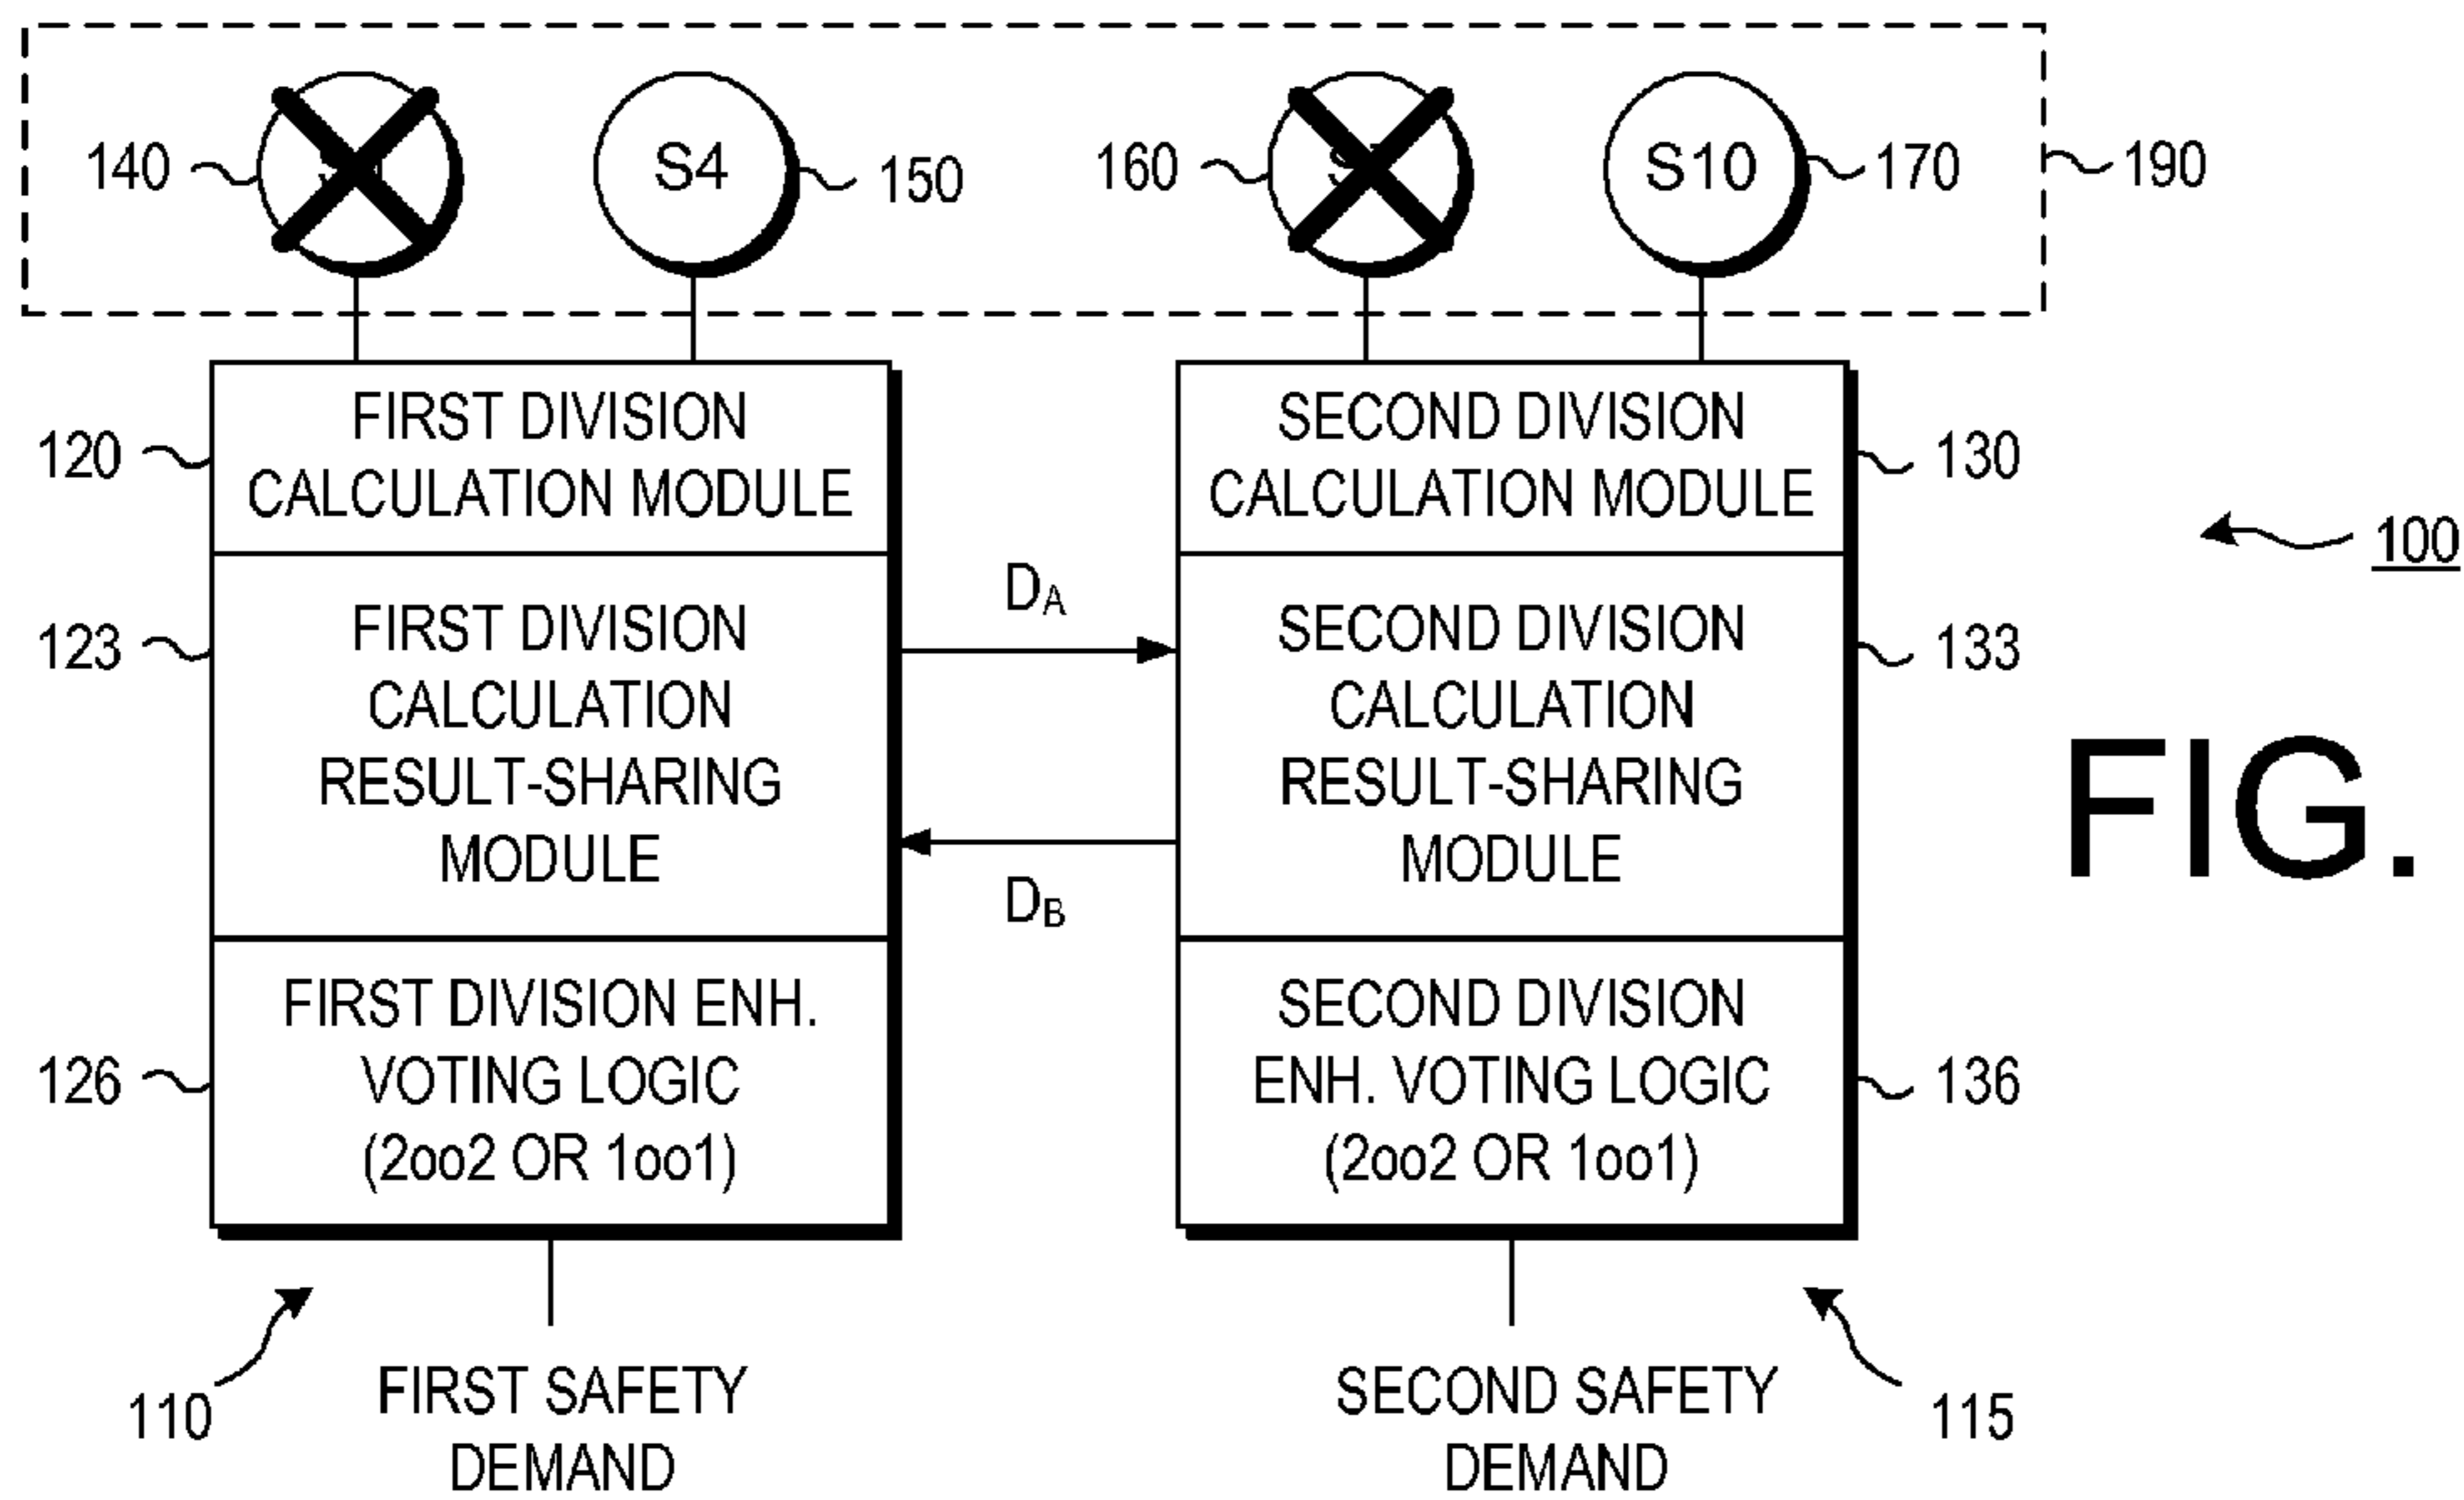 140
S4
150
160
S10
170
190
120
FIRST DIVISION
CALCULATION MODULE
SECOND DIVISION
CALCULATION MODULE
130
100
123
FIRST DIVISION
CALCULATION
RESULT-SHARING
MODULE
DA
DB
SECOND DIVISION
CALCULATION
RESULT-SHARING
MODULE
133
FIG.
126
FIRST DIVISION ENH.
VOTING LOGIC
(2oo2 OR 1oo1)
SECOND DIVISION
ENH. VOTING LOGIC
(2oo2 OR 1oo1)
136
110
FIRST SAFETY
DEMAND
SECOND SAFETY
DEMAND
115